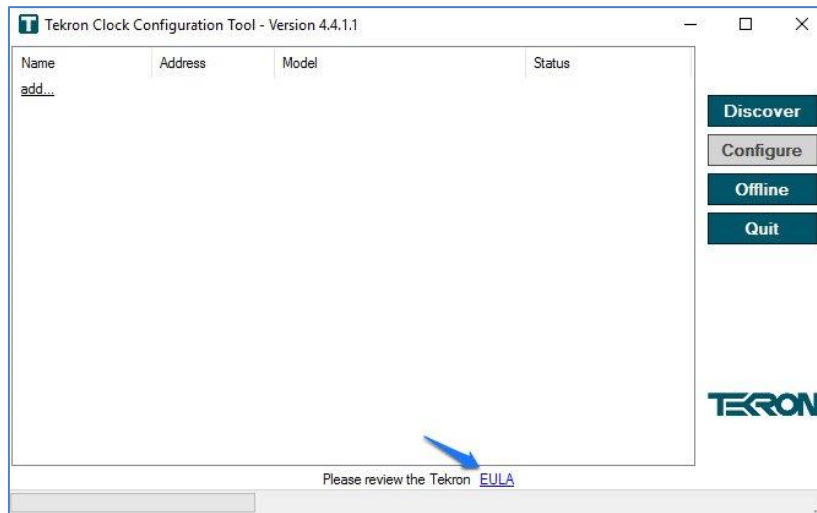 Tekron Clock Configuration Tool - Version 4.4.1.1
Name Address Model Status
add...
Discover
Configure
Offline
Quit
TEKRON
Please review the Tekron EULA